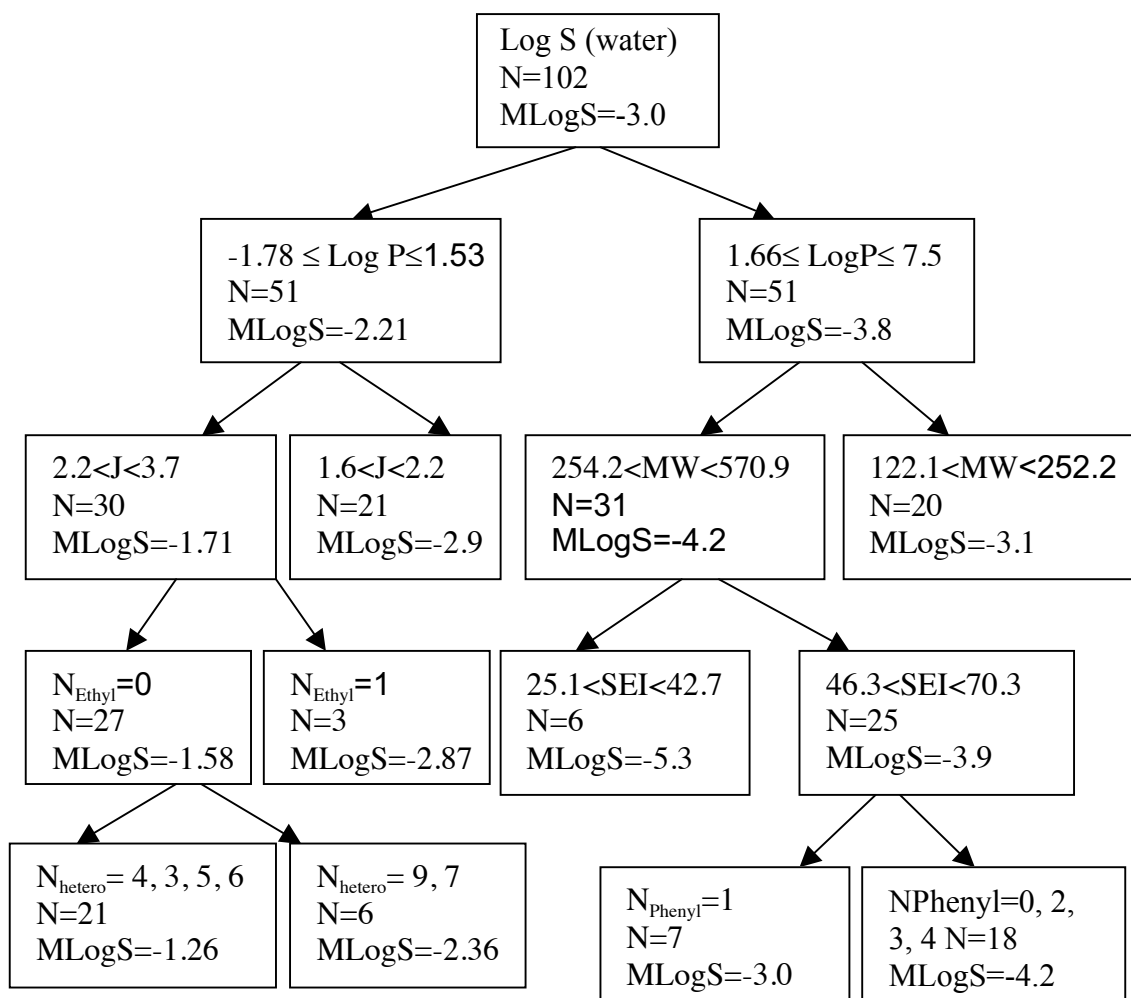 Log S (water)
N=102
MLogS=-3.0
-1.78 ≤ Log P≤1.53
N=51
MLogS=-2.21
1.66≤ LogP≤ 7.5
N=51
MLogS=-3.8
2.2<J<3.7
N=30
MLogS=-1.71
1.6<J<2.2
N=21
MLogS=-2.9
254.2<MW<570.9
N=31
MLogS=-4.2
122.1<MW<252.2
N=20
MLogS=-3.1
N_Ethyl=0
N=27
MLogS=-1.58
N_Ethyl=1
N=3
MLogS=-2.87
25.1<SEI<42.7
N=6
MLogS=-5.3
46.3<SEI<70.3
N=25
MLogS=-3.9
N_hetero= 4, 3, 5, 6
N=21
MLogS=-1.26
N_hetero= 9, 7
N=6
MLogS=-2.36
N_Phenyl=1
N=7
MLogS=-3.0
NPhenyl=0, 2,
3, 4 N=18
MLogS=-4.2